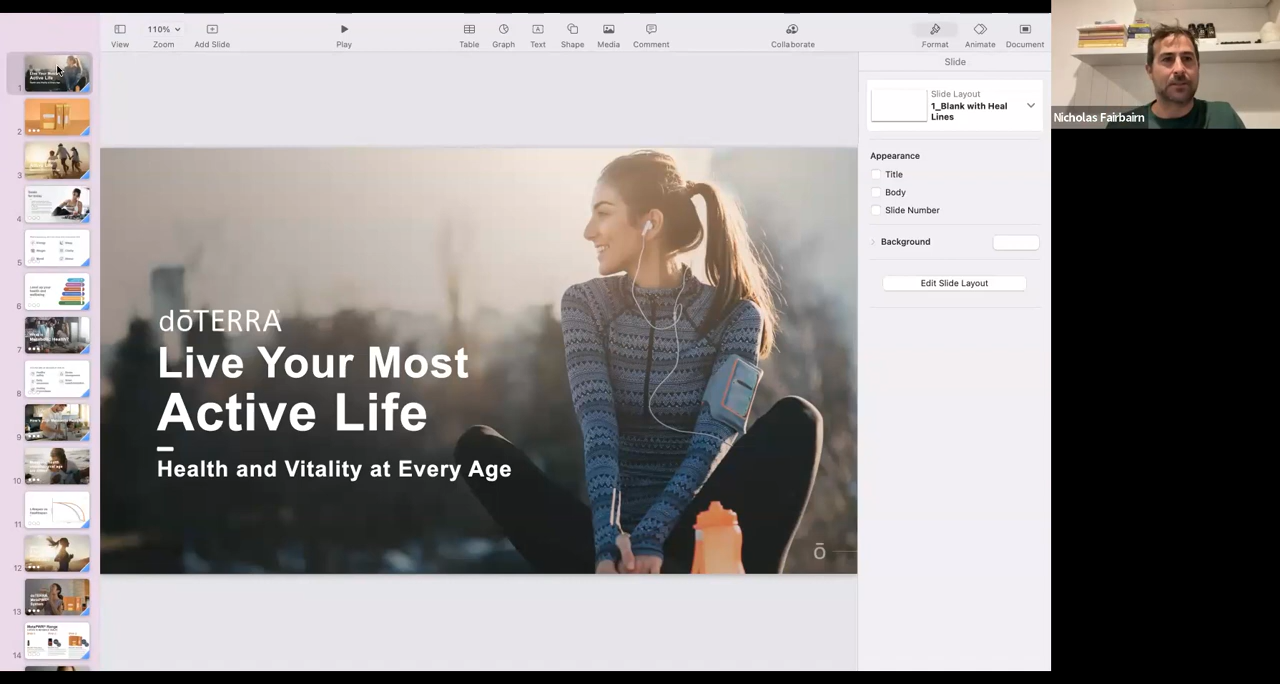 110%
View
Zoom
Add Slide
Play
Table
Graph
Text
Shape
Media
Comment
Collaborate
Format
Animate
Document
Slide
Slide Layout
1_Blank with Heal
Lines
Appearance
Title
Body
Slide Number
Background
Edit Slide Layout
Nicholas Fairbairn
dōTERRA
Live Your Most
Active Life
Health and Vitality at Every Age
ō
1
2
3
4
5
6
7
8
9
10
11
12
13
14